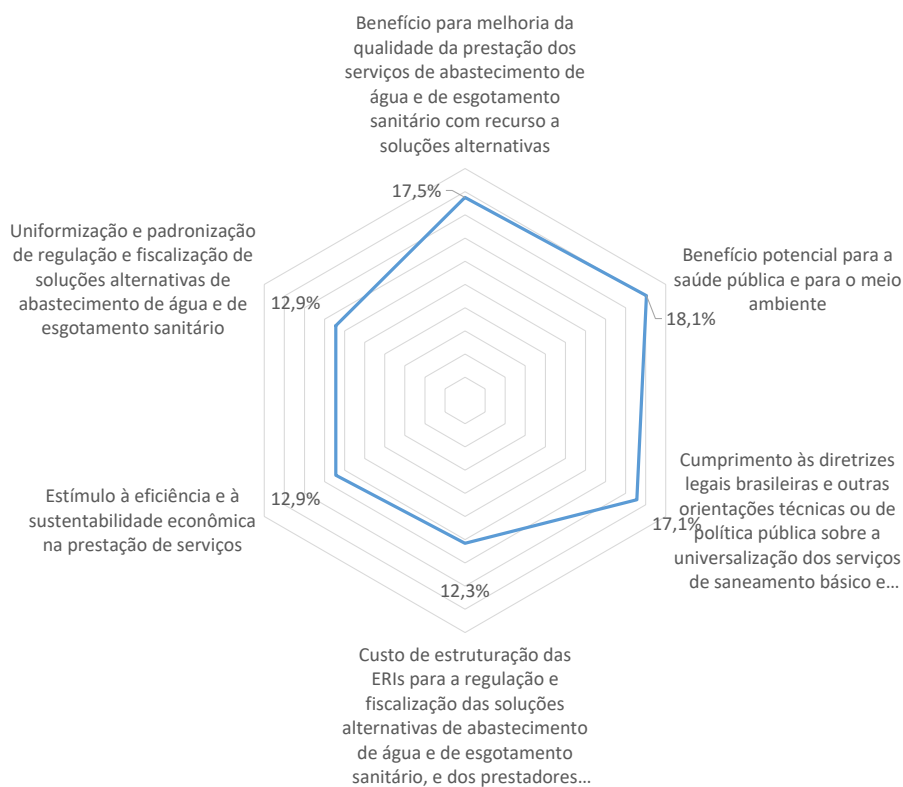 Benefício para melhoria da
qualidade da prestação dos
serviços de abastecimento de
água e de esgotamento
sanitário com recurso a
soluções alternativas
17,5%
Benefício potencial para a
saúde pública e para o meio
ambiente
18,1%
Cumprimento às diretrizes
legais brasileiras e outras
orientações técnicas ou de
política pública sobre a
universalização dos serviços
de saneamento básico e...
17,1%
12,3%
Custo de estruturação das
ERIs para a regulação e
fiscalização das soluções
alternativas de abastecimento
de água e de esgotamento
sanitário, e dos prestadores...
Estímulo à eficiência e à
sustentabilidade econômica
na prestação de serviços
12,9%
Uniformização e padronização
de regulação e fiscalização de
soluções alternativas de
abastecimento de água e de
esgotamento sanitário
12,9%